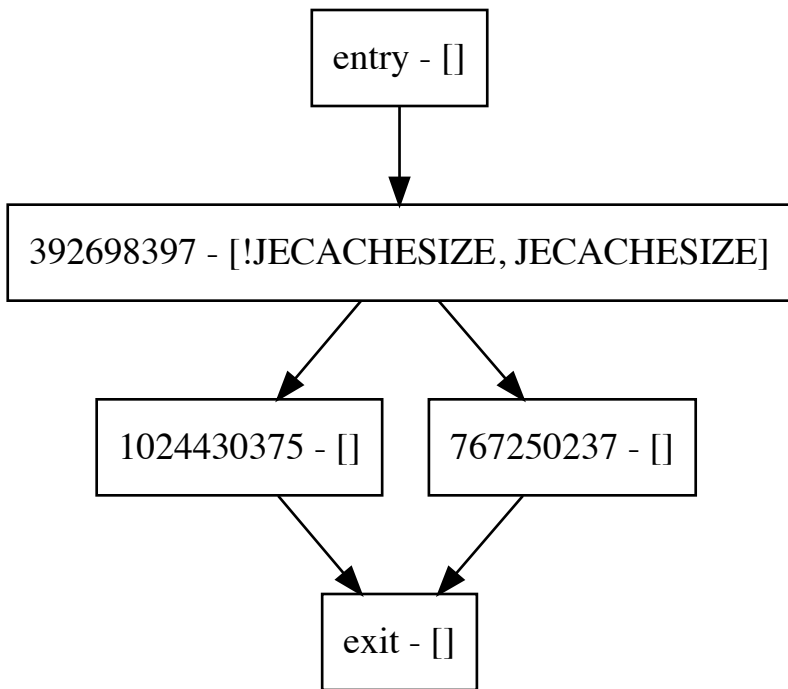 entry - []
392698397 - [!JECACHESIZE, JECACHESIZE]
1024430375 - []
767250237 - []
exit - []